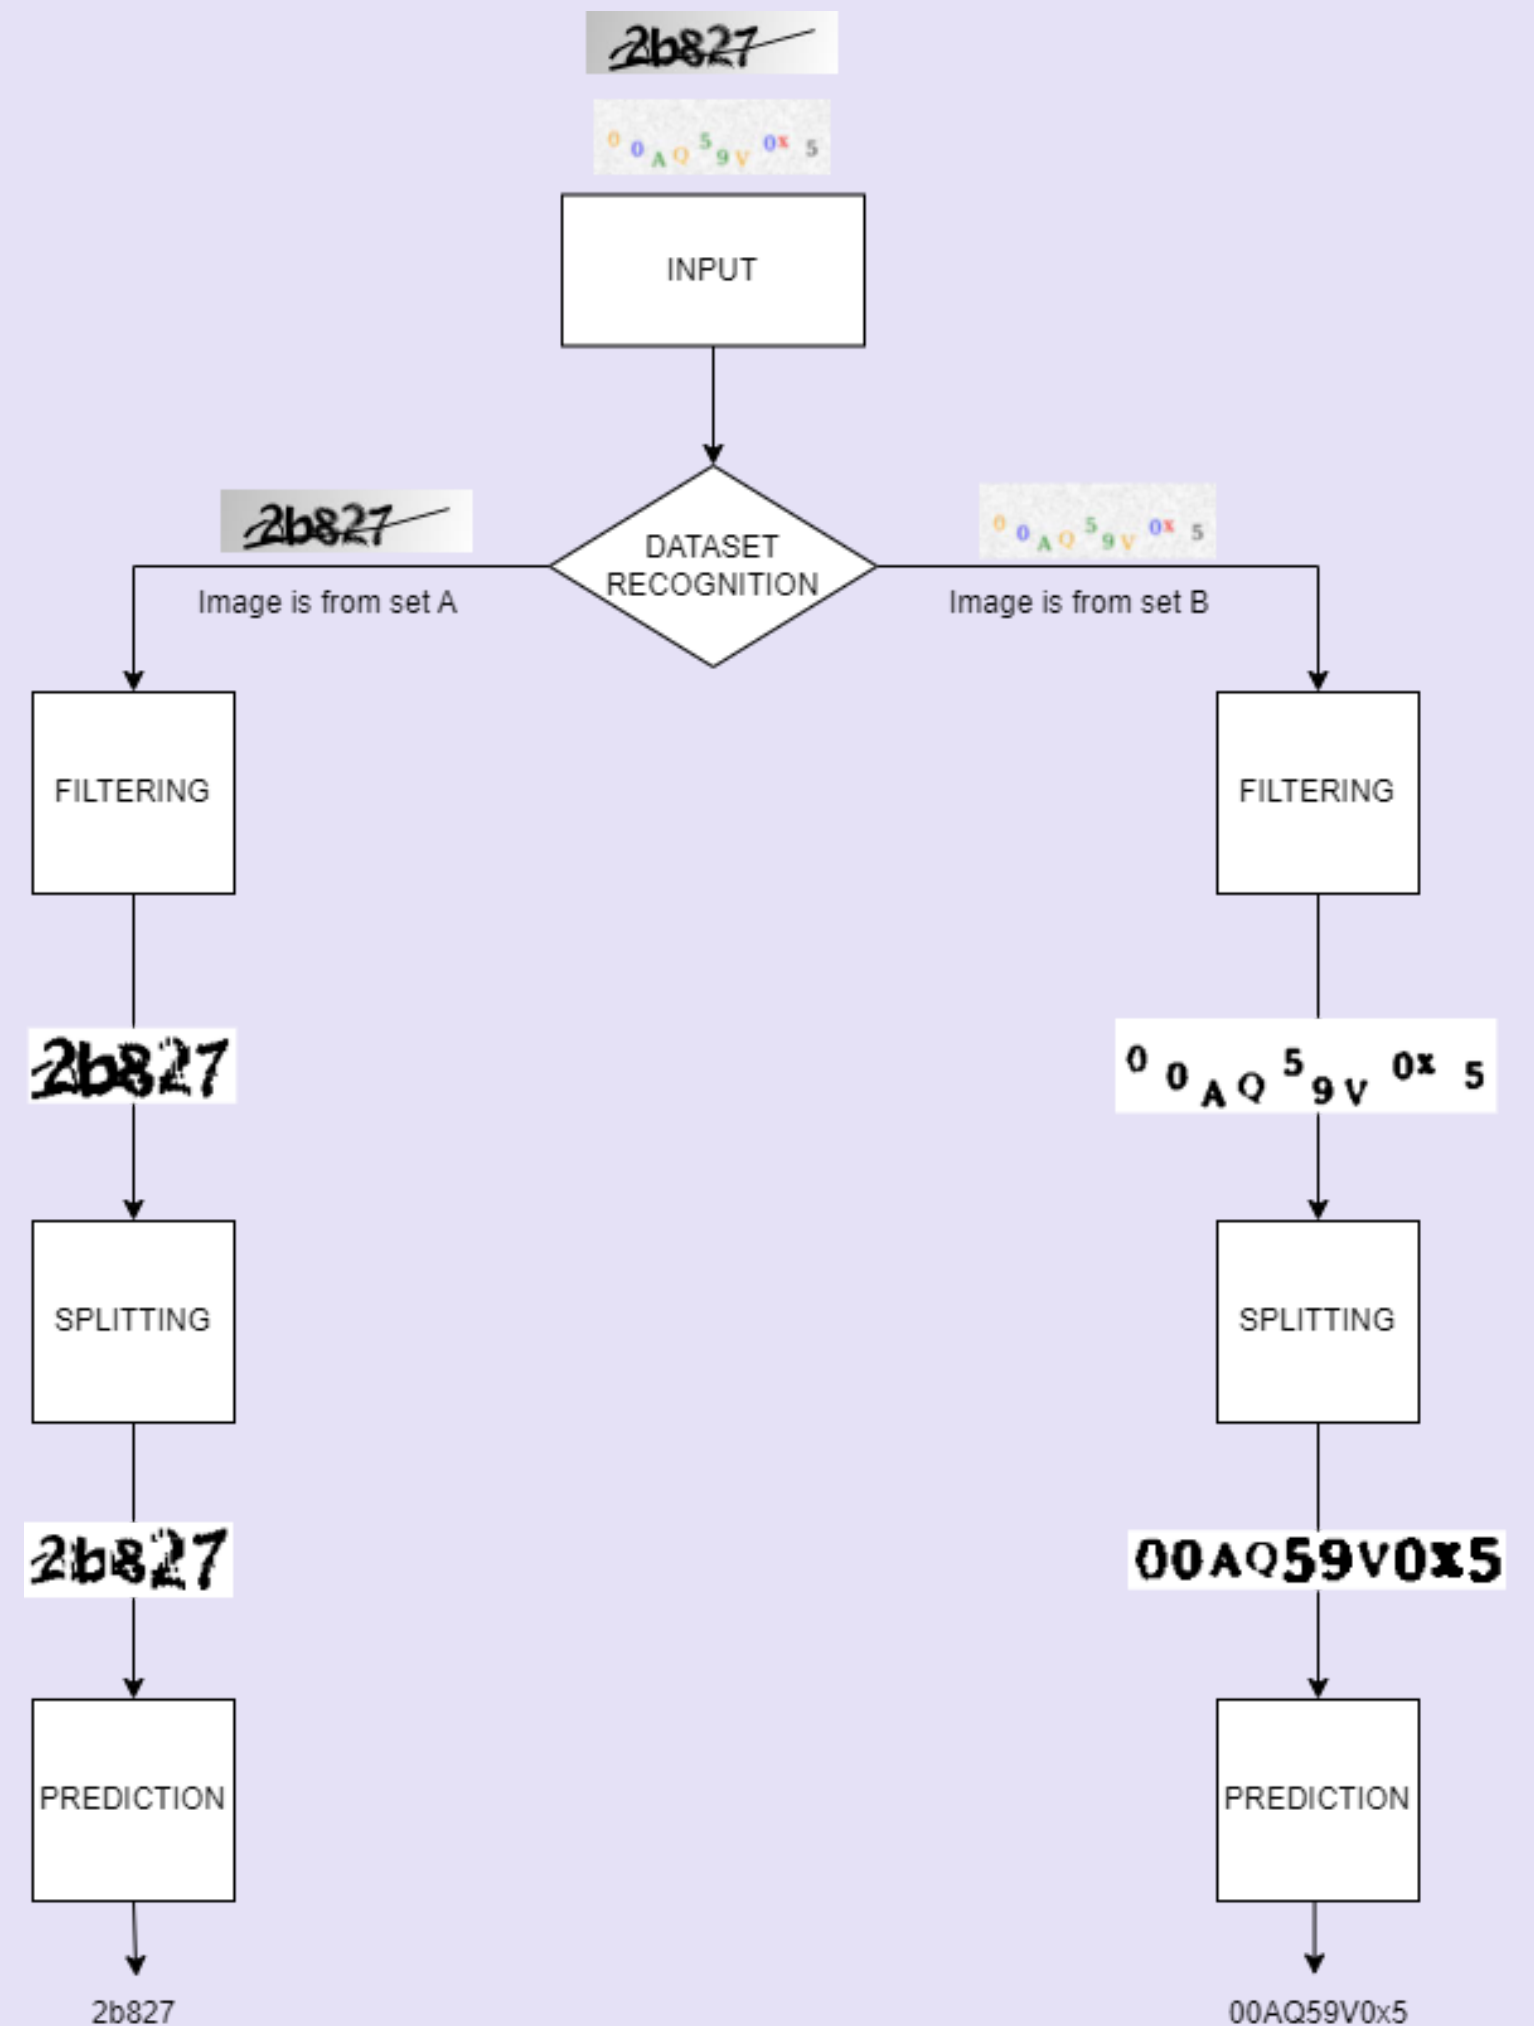 2b827
0 0 A Q 5 9 V 0x 5
INPUT
2b827
0 0 A Q 5 9 V 0x 5
DATASET
RECOGNITION
Image is from set A
Image is from set B
FILTERING
FILTERING
2b827
0 0 A Q 5 9 V 0x 5
SPLITTING
SPLITTING
2b827
00AQ59V0x5
PREDICTION
PREDICTION
2b827
00AQ59V0x5